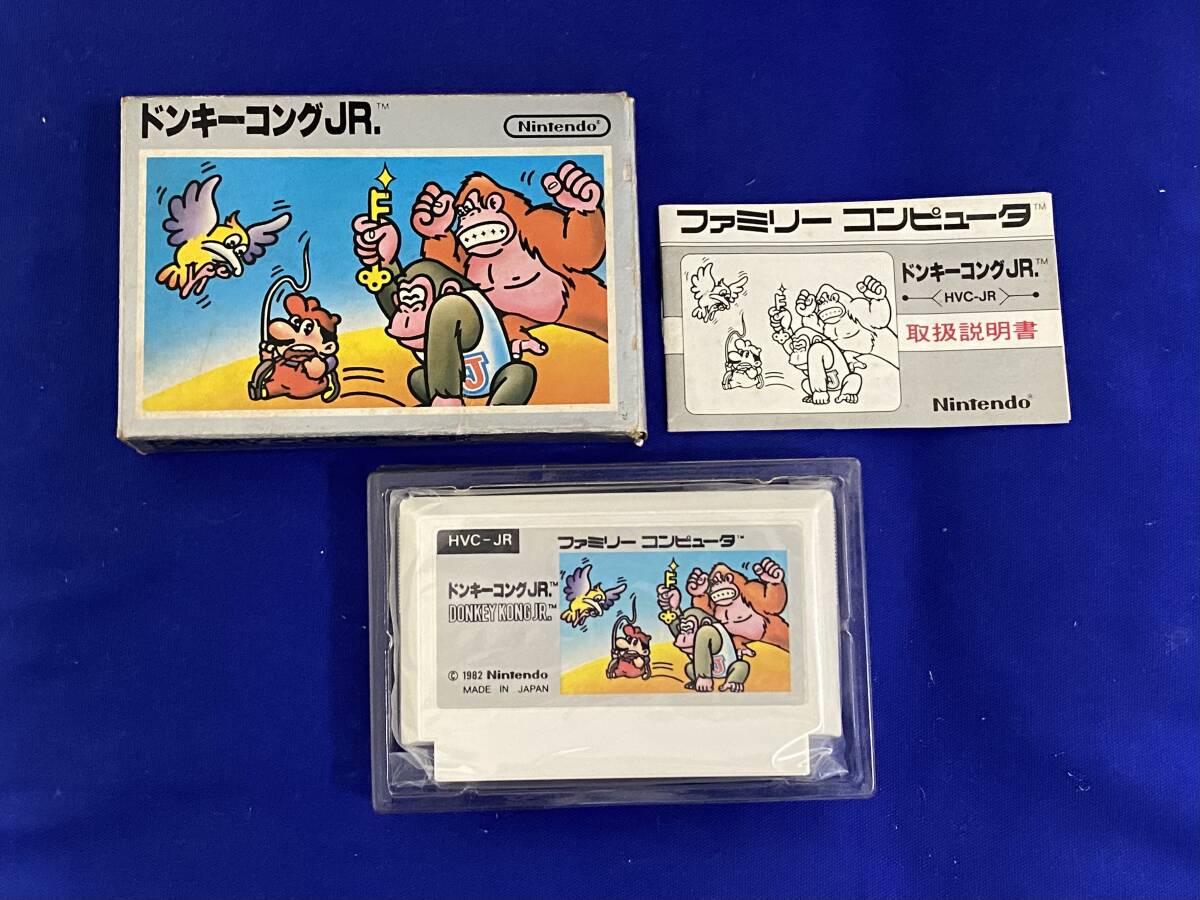 ドンキーコングJR.™
Nintendo®
J
ファミリー コンピュータ™
ドンキーコングJR.™
HVC-JR
取扱説明書
Nintendo®
HVC-JR
ファミリー コンピュータ™
ドンキーコングJR.™
DONKEY KONG JR.™
J
© 1982 Nintendo
MADE IN JAPAN